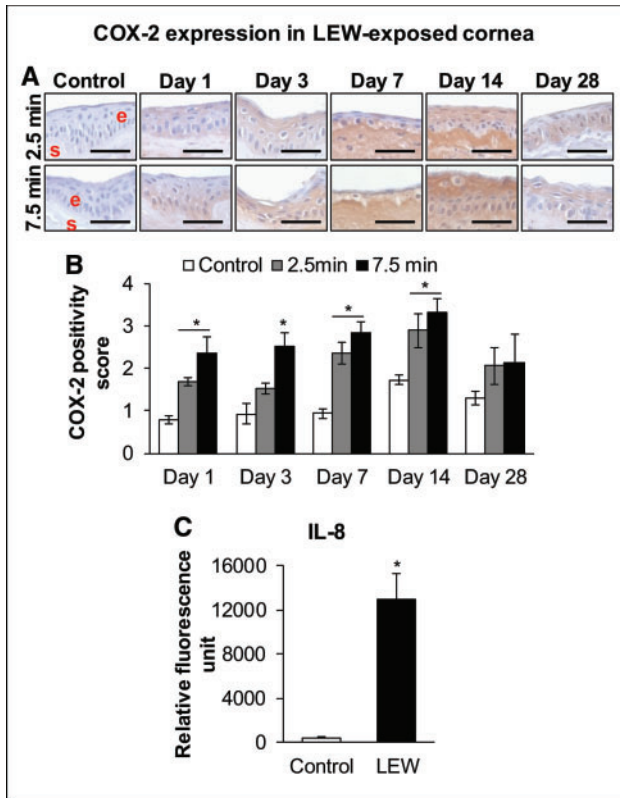 COX-2 expression in LEW-exposed cornea
A
Control Day 1 Day 3 Day 7 Day 14 Day 28
2.5 min
e
s
7.5 min
e
s
B
Control 2.5min 7.5 min
COX-2 positivity
score
4
3
2
1
0
* * * *
Day 1 Day 3 Day 7 Day 14 Day 28
C
IL-8
Relative fluorescence
unit
16000
12000
8000
4000
0
*
Control LEW